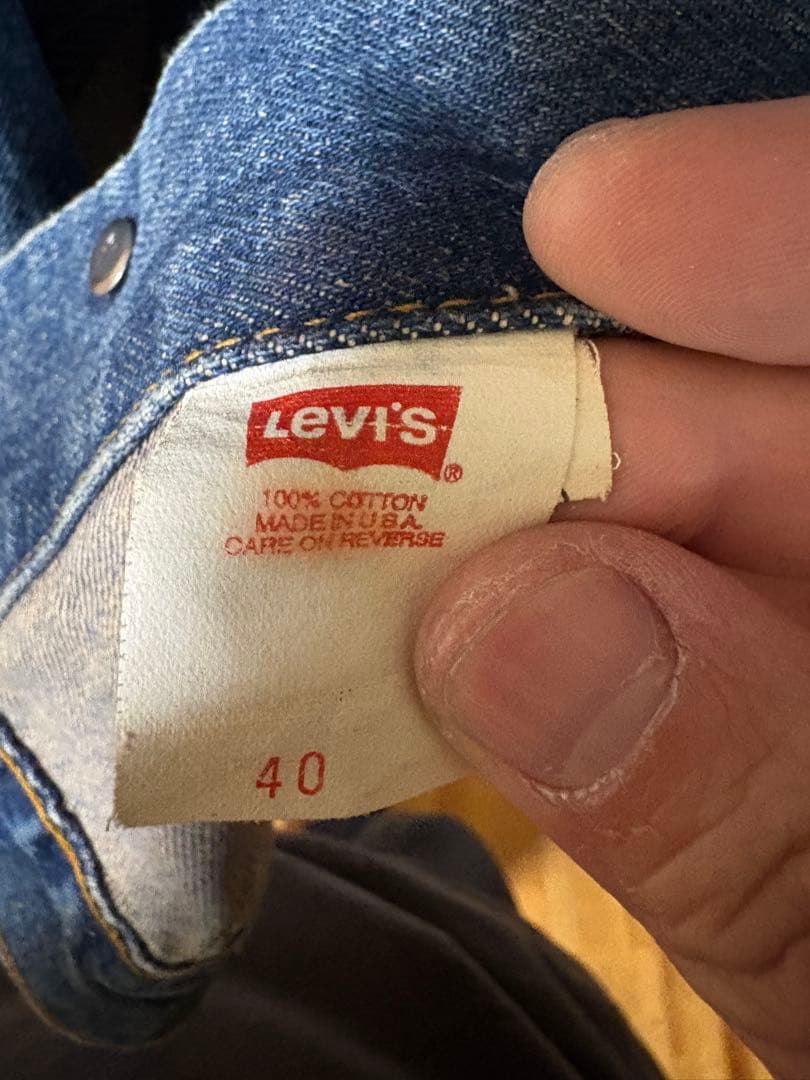 Levi's
®
100% COTTON
MADE IN U.S.A.
CARE ON REVERSE
40